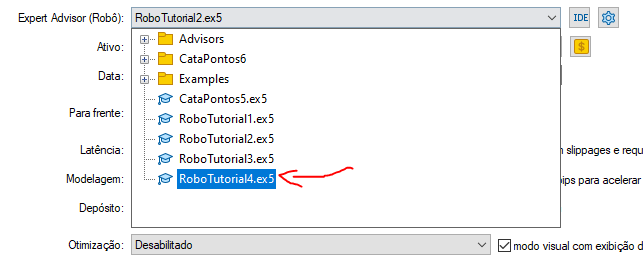 Expert Advisor (Robô): RoboTutorial2.ex5 IDE
Ativo: Advisors $
CataPontos6
Data: Examples
CataPontos5.ex5
Para frente: RoboTutorial1.ex5
RoboTutorial2.ex5
Latência: RoboTutorial3.ex5 slippages e requ
Modelagem: RoboTutorial4.ex5 pips para acelerar
Depósito:
Otimização: Desabilitado modo visual com exibição d